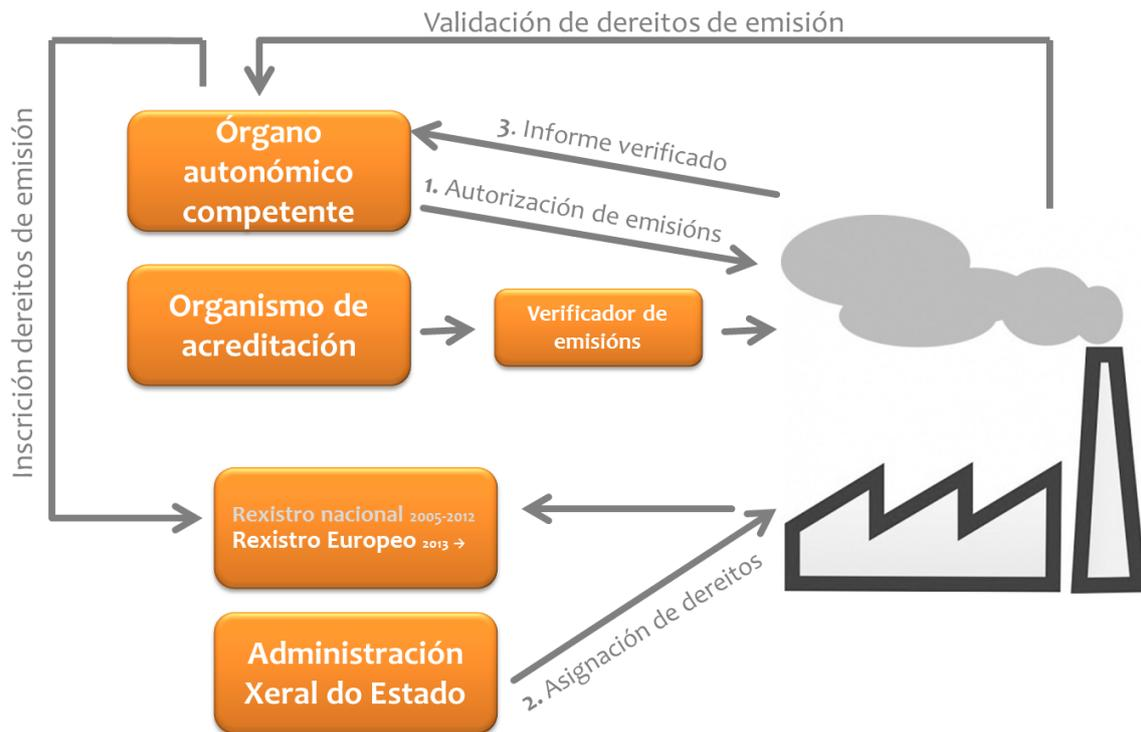 Validación de dereitos de emisión
Inscrición dereitos de emisión
Órgano
autonómico
competente
3. Informe verificado
1. Autorización de emisións
Organismo de
acreditación
Verificador de
emisións
Rexistro nacional 2005-2012
Rexistro Europeo 2013 →
2. Asignación de dereitos
Administración
Xeral do Estado